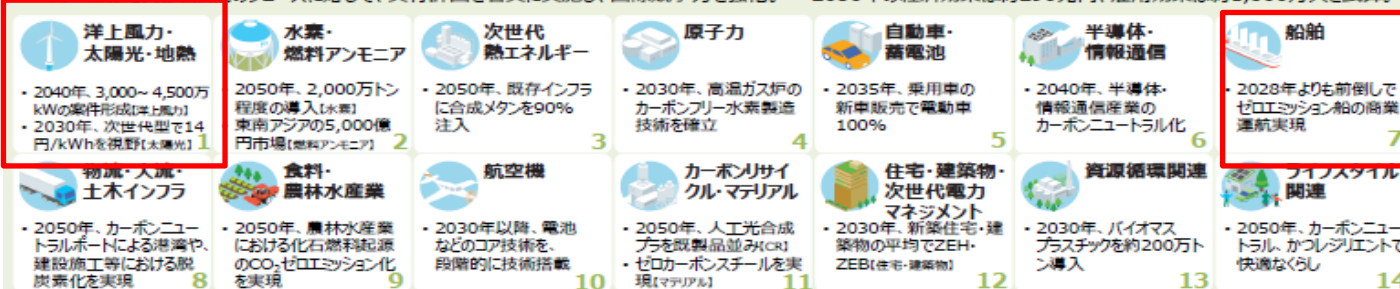 洋上風力・
太陽光・地熱
・2040年、3,000～4,500万
kWの案件形成【洋上風力】
・2030年、次世代型で14
円/kWhを視野【太陽光】
1
水素・
燃料アンモニア
2050年、2,000万トン
程度の導入【水素】
東南アジアの5,000億
円市場【燃料アンモニア】
2
次世代
熱エネルギー
・2050年、既存インフラ
に合成メタンを90%
注入
3
原子力
・2030年、高温ガス炉の
カーボンフリー水素製造
技術を確立
4
自動車・
蓄電池
・2035年、乗用車の
新車販売で電動車
100%
5
半導体・
情報通信
・2040年、半導体・
情報通信産業の
カーボンニュートラル化
6
船舶
・2028年よりも前倒しで
ゼロエミッション船の商業
運航実現
7
物流・人流・
土木インフラ
・2050年、カーボンニュー
トラルポートによる港湾や、
建設施工等における脱
炭素化を実現
8
食料・
農林水産業
・2050年、農林水産業
における化石燃料起源
のCO₂ゼロエミッション化
を実現
9
航空機
・2030年以降、電池
などのコア技術を、
段階的に技術搭載
10
カーボンリサイ
クル・マテリアル
・2050年、人工光合成
プラを既製品並み【CR】
・ゼロカーボンスチールを実
現【マテリアル】
11
住宅・建築物・
次世代電力
マネジメント
・2030年、新築住宅・建
築物の平均でZEH・
ZEB【住宅・建築物】
12
資源循環関連
・2030年、バイオマス
プラスチックを約200万ト
ン導入
13
ライフスタイル
関連
・2050年、カーボンニュー
トラル、かつレジリエントで
快適なくらし
14